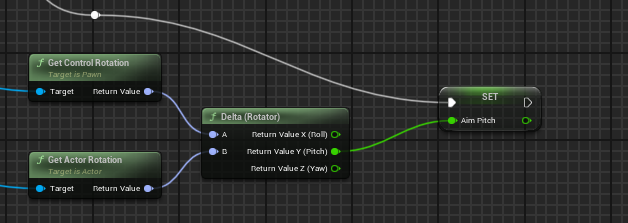 Get Control Rotation
Target is Pawn
Target
Return Value
Get Actor Rotation
Target is Actor
Target
Return Value
Delta (Rotator)
A
Return Value X (Roll)
B
Return Value Y (Pitch)
Return Value Z (Yaw)
SET
Aim Pitch